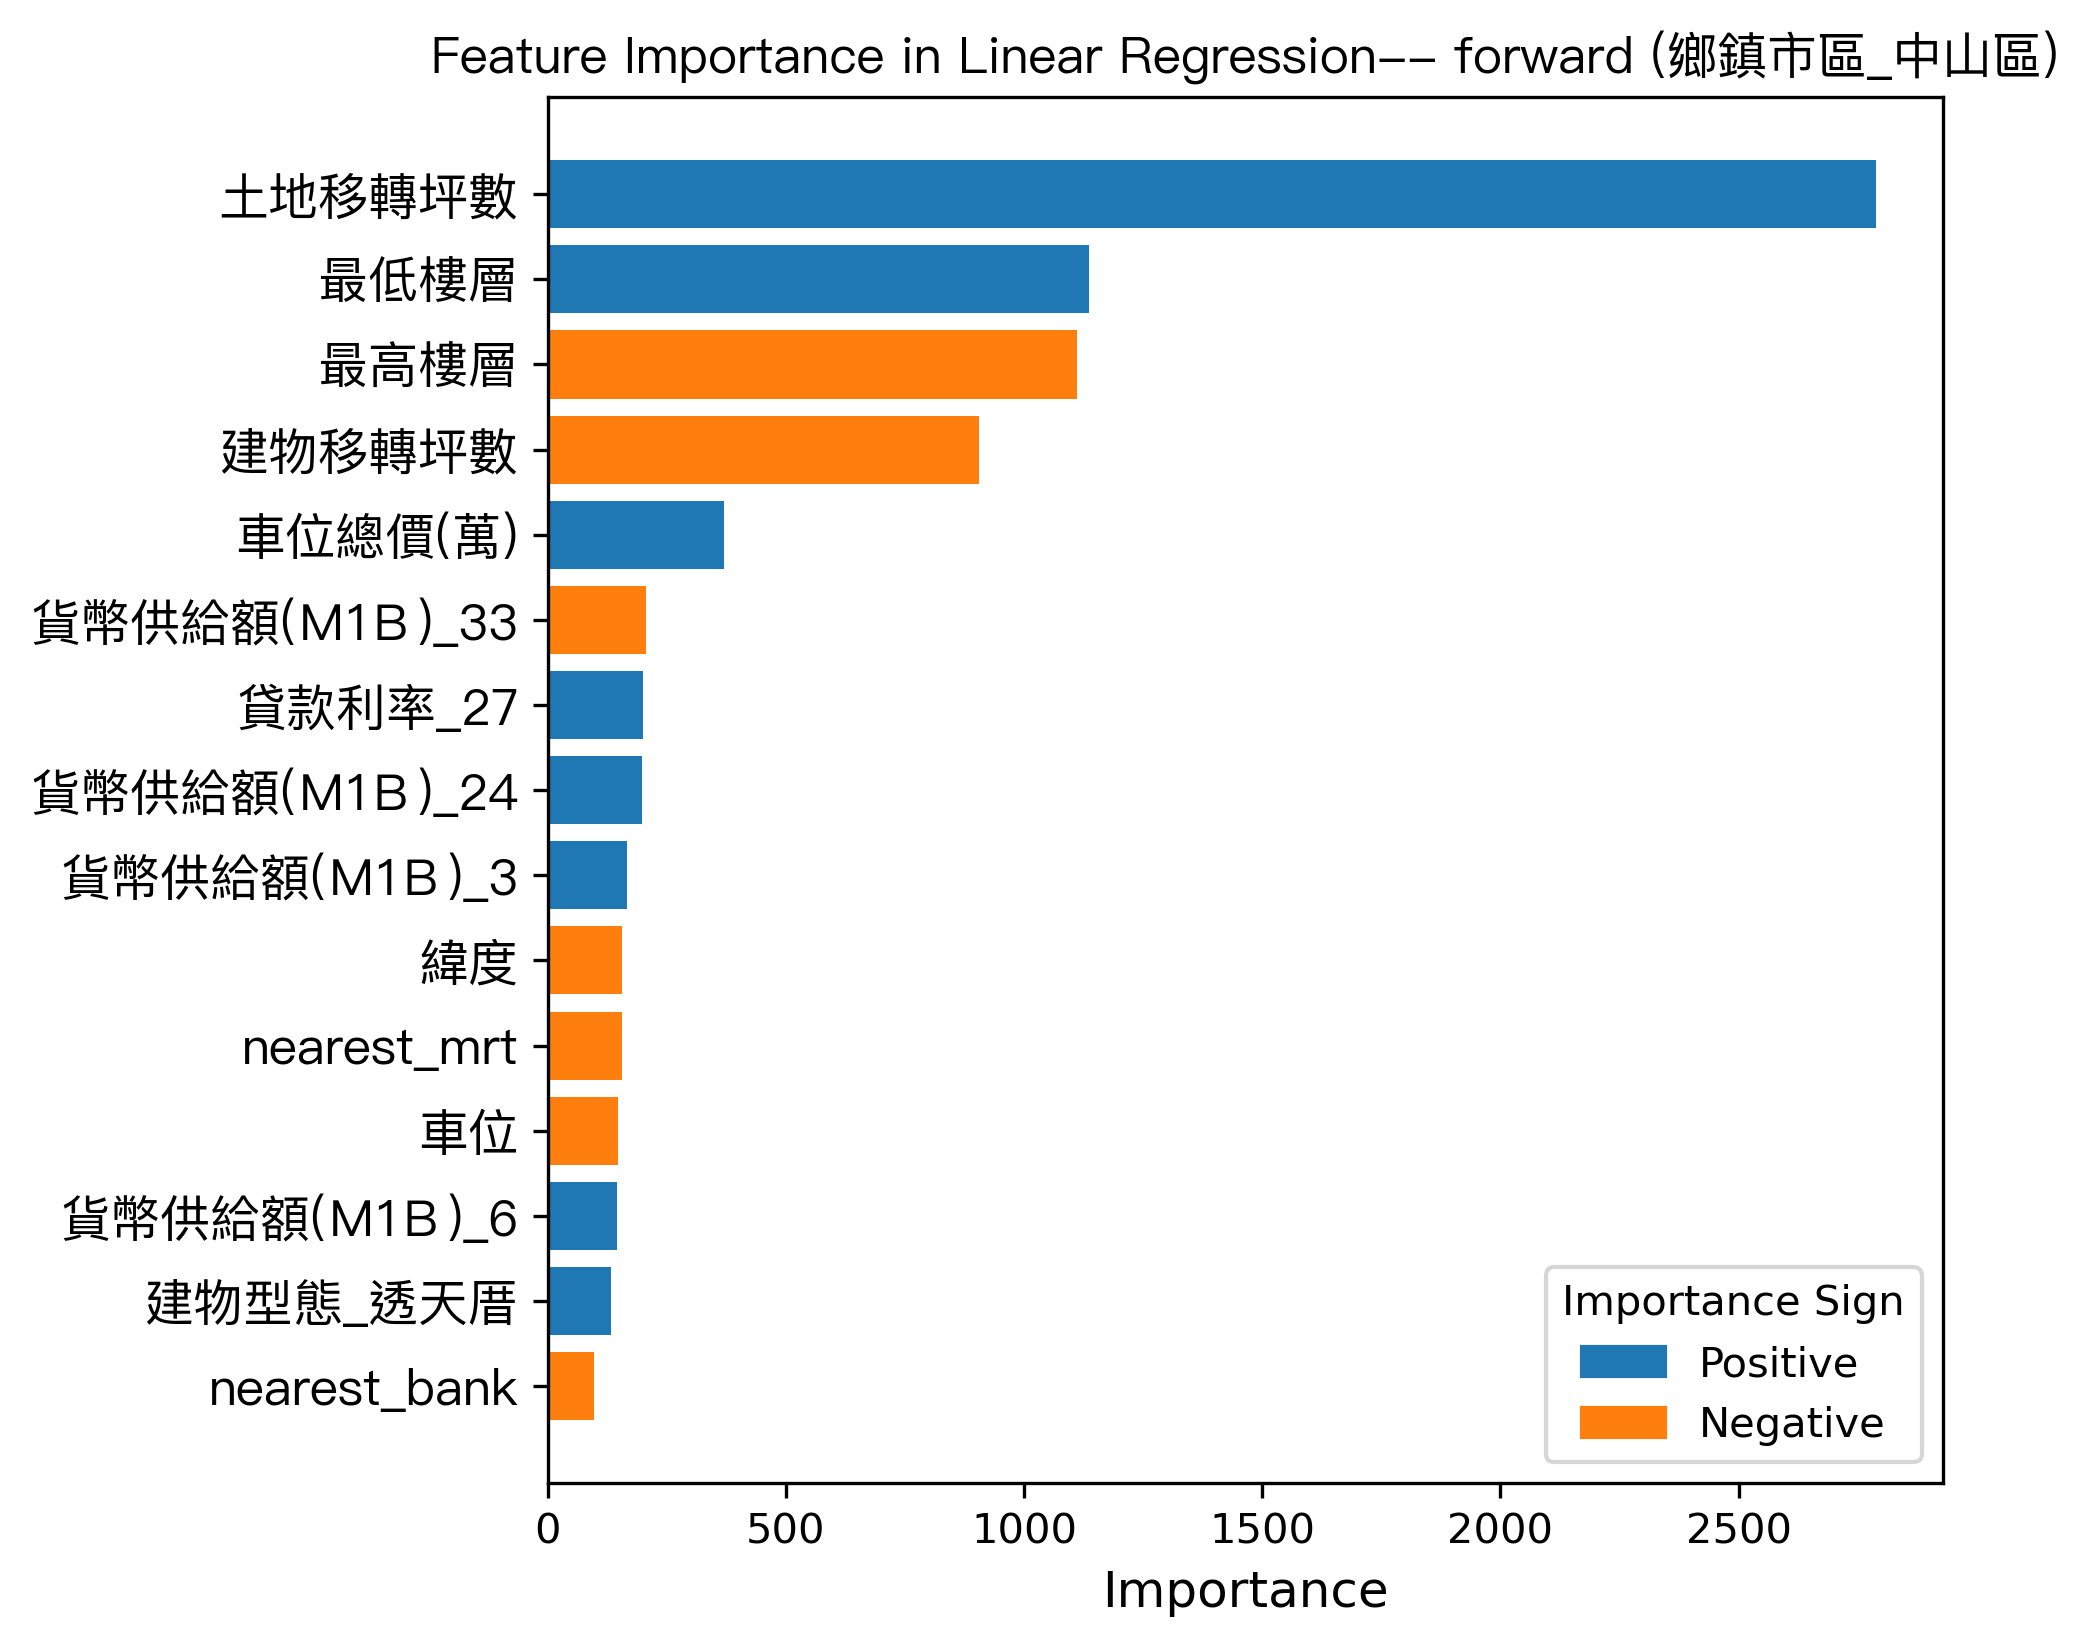 Feature Importance in Linear Regression-- forward (鄉鎮市區_中山區)
土地移轉坪數
最低樓層
最高樓層
建物移轉坪數
車位總價(萬)
貨幣供給額(M1B)_33
貸款利率_27
貨幣供給額(M1B)_24
貨幣供給額(M1B)_3
緯度
nearest_mrt
車位
貨幣供給額(M1B)_6
建物型態_透天厝
nearest_bank
Importance Sign
Positive
Negative
0 500 1000 1500 2000 2500
Importance